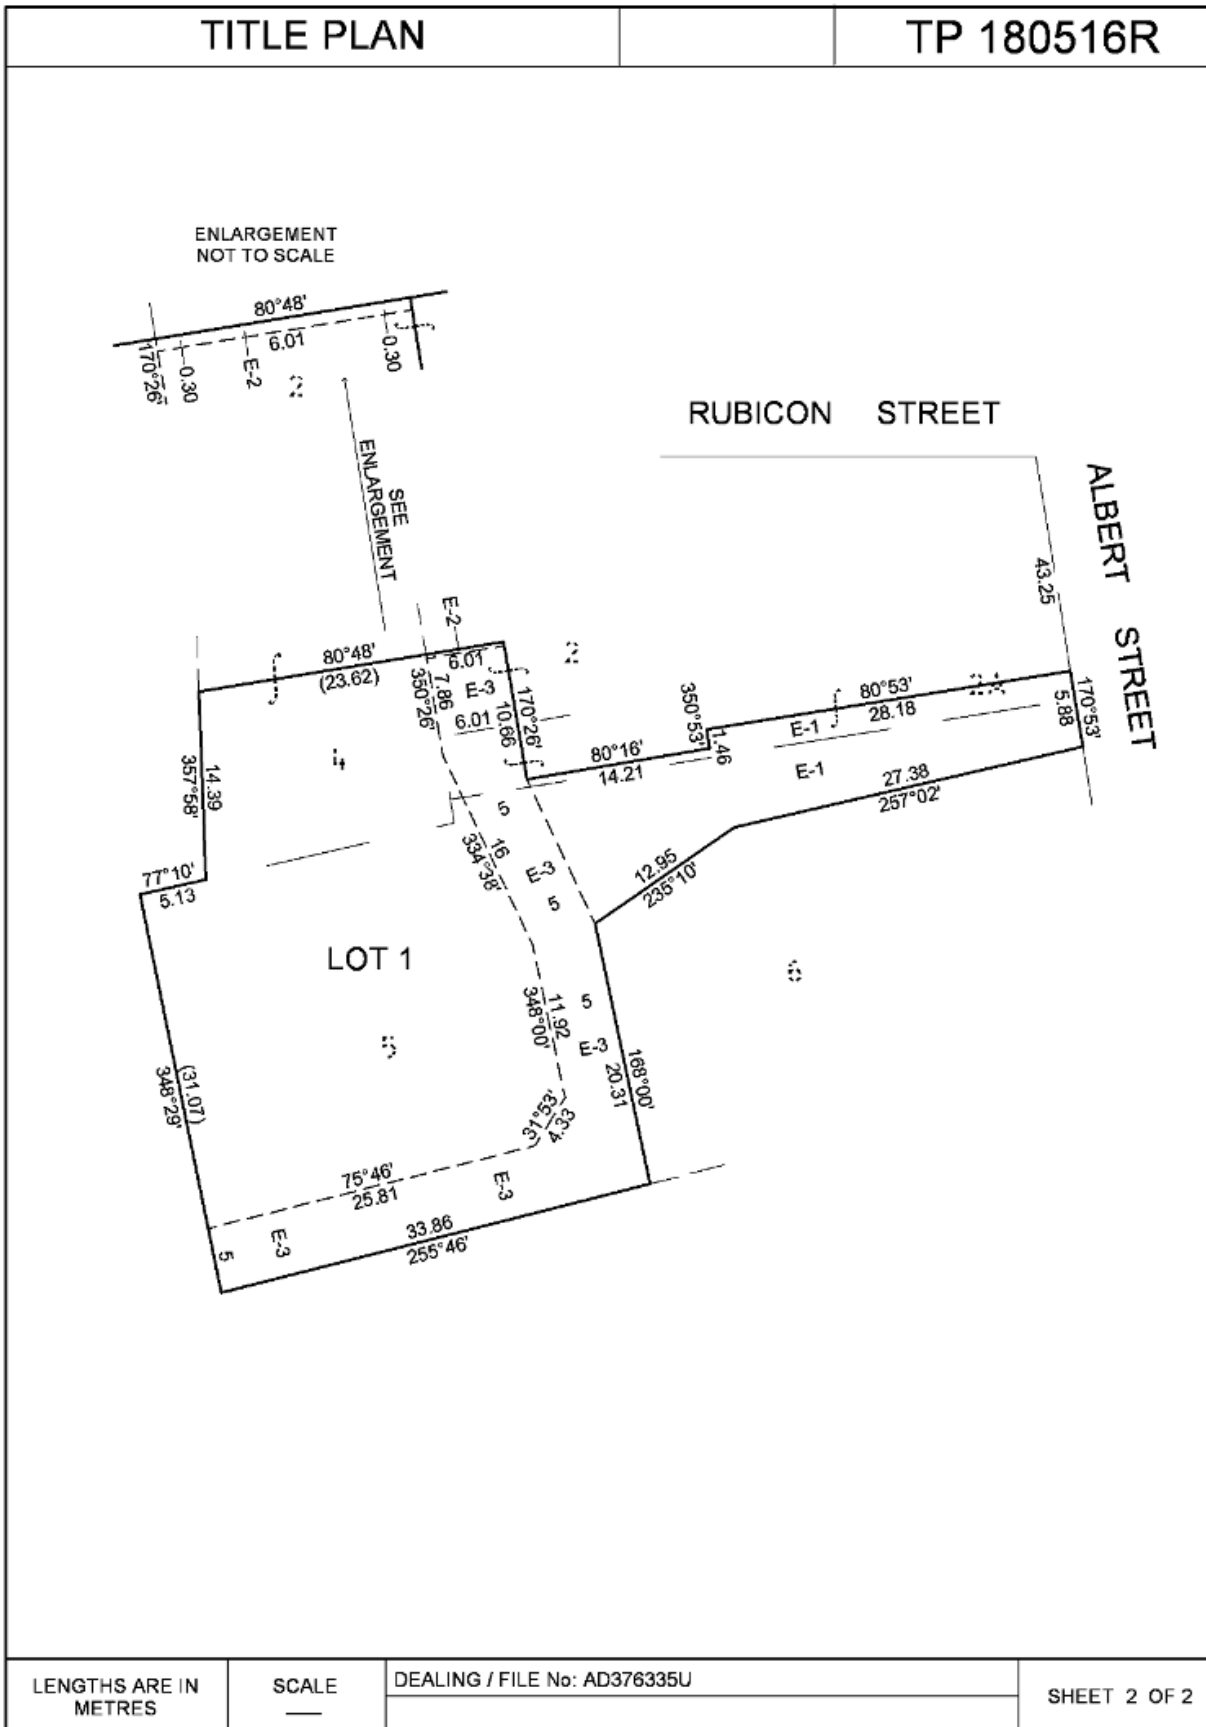 TITLE PLAN
TP 180516R
ENLARGEMENT
NOT TO SCALE
80°48'
6.01
170°26'
0.30
E-2
0.30
2
SEE
ENLARGEMENT
RUBICON STREET
ALBERT STREET
43.25
E-2
80°48'
(23.62)
6.01
2
7.86
350°26'
E-3
6.01
10.66
170°26'
350°53'
1.46
80°53'
28.18
2A
E-1
E-1
5.88
170°53'
80°16'
14.21
27.38
257°02'
4
14.39
357°58'
5
16
334°38'
E-3
5
12.95
235°10'
77°10'
5.13
LOT 1
6
5
11.92
348°00'
5
E-3
20.31
168°00'
(31.07)
348°29'
31°53'
4.33
75°46'
25.81
E-3
E-3
5
33.86
255°46'
LENGTHS ARE IN
METRES
SCALE
DEALING / FILE No: AD376335U
SHEET 2 OF 2